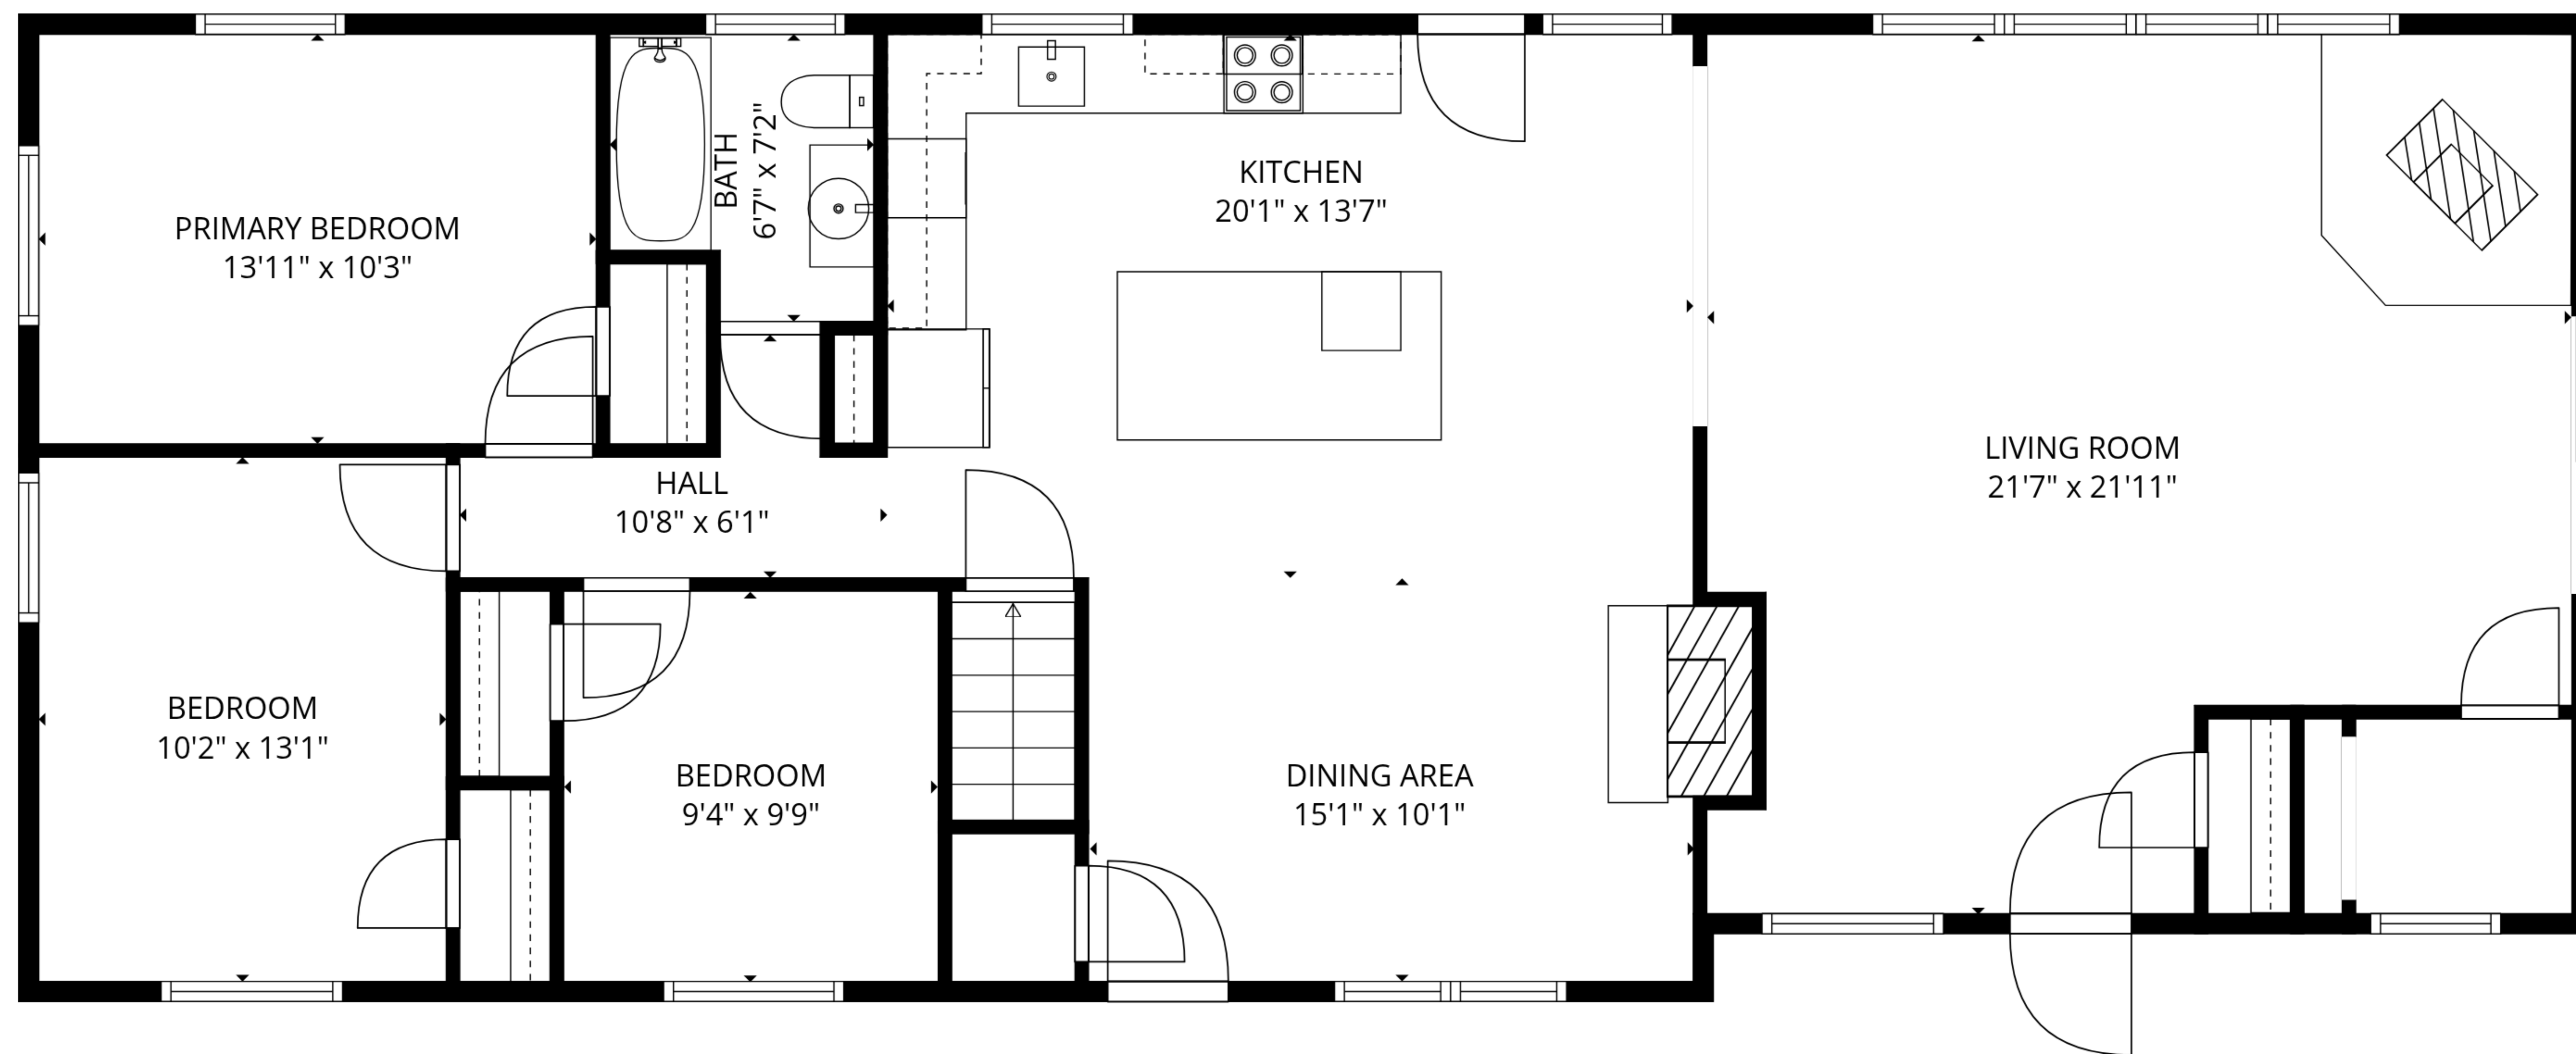 PRIMARY BEDROOM
13'11" x 10'3"
BATH
6'7" x 7'2"
KITCHEN
20'1" x 13'7"
LIVING ROOM
21'7" x 21'11"
HALL
10'8" x 6'1"
BEDROOM
10'2" x 13'1"
BEDROOM
9'4" x 9'9"
DINING AREA
15'1" x 10'1"